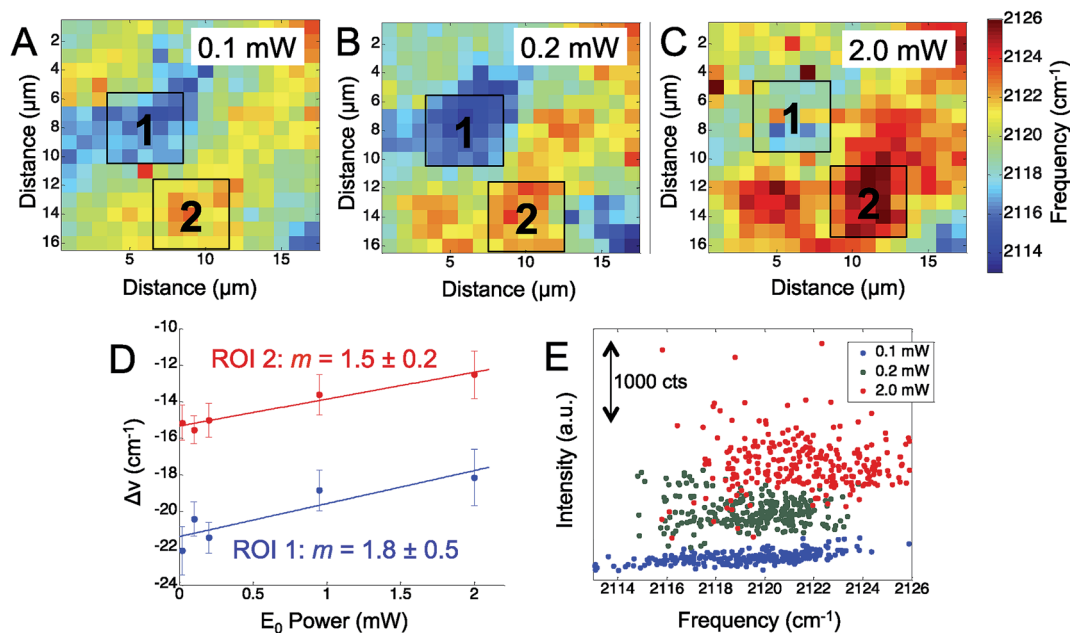 A
0.1 mW
B
0.2 mW
C
2.0 mW
Distance (µm)
2
4
6
8
10
12
14
16
1
2
5
10
15
Distance (µm)
Distance (µm)
2
4
6
8
10
12
14
16
1
2
5
10
15
Distance (µm)
Distance (µm)
2
4
6
8
10
12
14
16
1
2
5
10
15
Distance (µm)
2126
2124
2122
2120
2118
2116
2114
Frequency (cm-1)
D
ROI 2: m = 1.5 ± 0.2
ROI 1: m = 1.8 ± 0.5
Δν (cm-1)
-10
-12
-14
-16
-18
-20
-22
-24
0
0.5
1
1.5
2
E0 Power (mW)
E
1000 cts
0.1 mW
0.2 mW
2.0 mW
Intensity (a.u.)
2114
2116
2118
2120
2122
2124
2126
Frequency (cm-1)